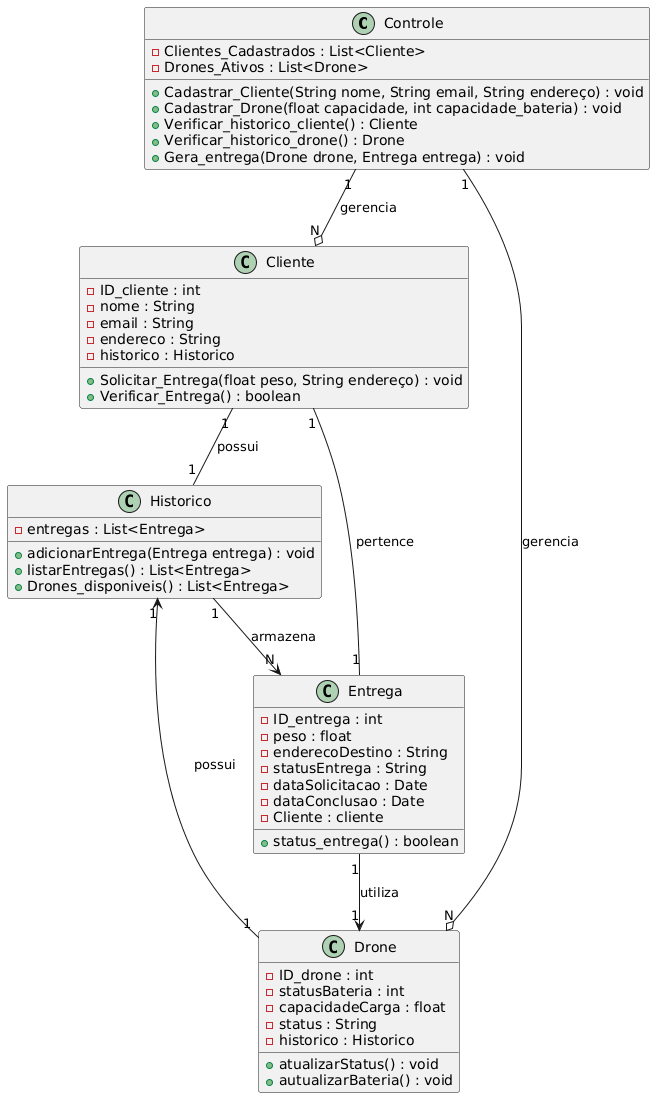 C Controle
Clientes_Cadastrados : List<Cliente>
Drones_Ativos : List<Drone>
Cadastrar_Cliente(String nome, String email, String endereço) : void
Cadastrar_Drone(float capacidade, int capacidade_bateria) : void
Verificar_historico_cliente() : Cliente
Verificar_historico_drone() : Drone
Gera_entrega(Drone drone, Entrega entrega) : void
1
1
gerencia
N
C Cliente
ID_cliente : int
nome : String
email : String
endereco : String
historico : Historico
Solicitar_Entrega(float peso, String endereço) : void
Verificar_Entrega() : boolean
1
1
possui
1
C Historico
entregas : List<Entrega>
adicionarEntrega(Entrega entrega) : void
listarEntregas() : List<Entrega>
Drones_disponiveis() : List<Entrega>
pertence
gerencia
1
1
armazena
N
1
C Entrega
ID_entrega : int
peso : float
enderecoDestino : String
statusEntrega : String
dataSolicitacao : Date
dataConclusao : Date
Cliente : cliente
status_entrega() : boolean
possui
1
utiliza
1
1
N
C Drone
ID_drone : int
statusBateria : int
capacidadeCarga : float
status : String
historico : Historico
atualizarStatus() : void
autualizarBateria() : void